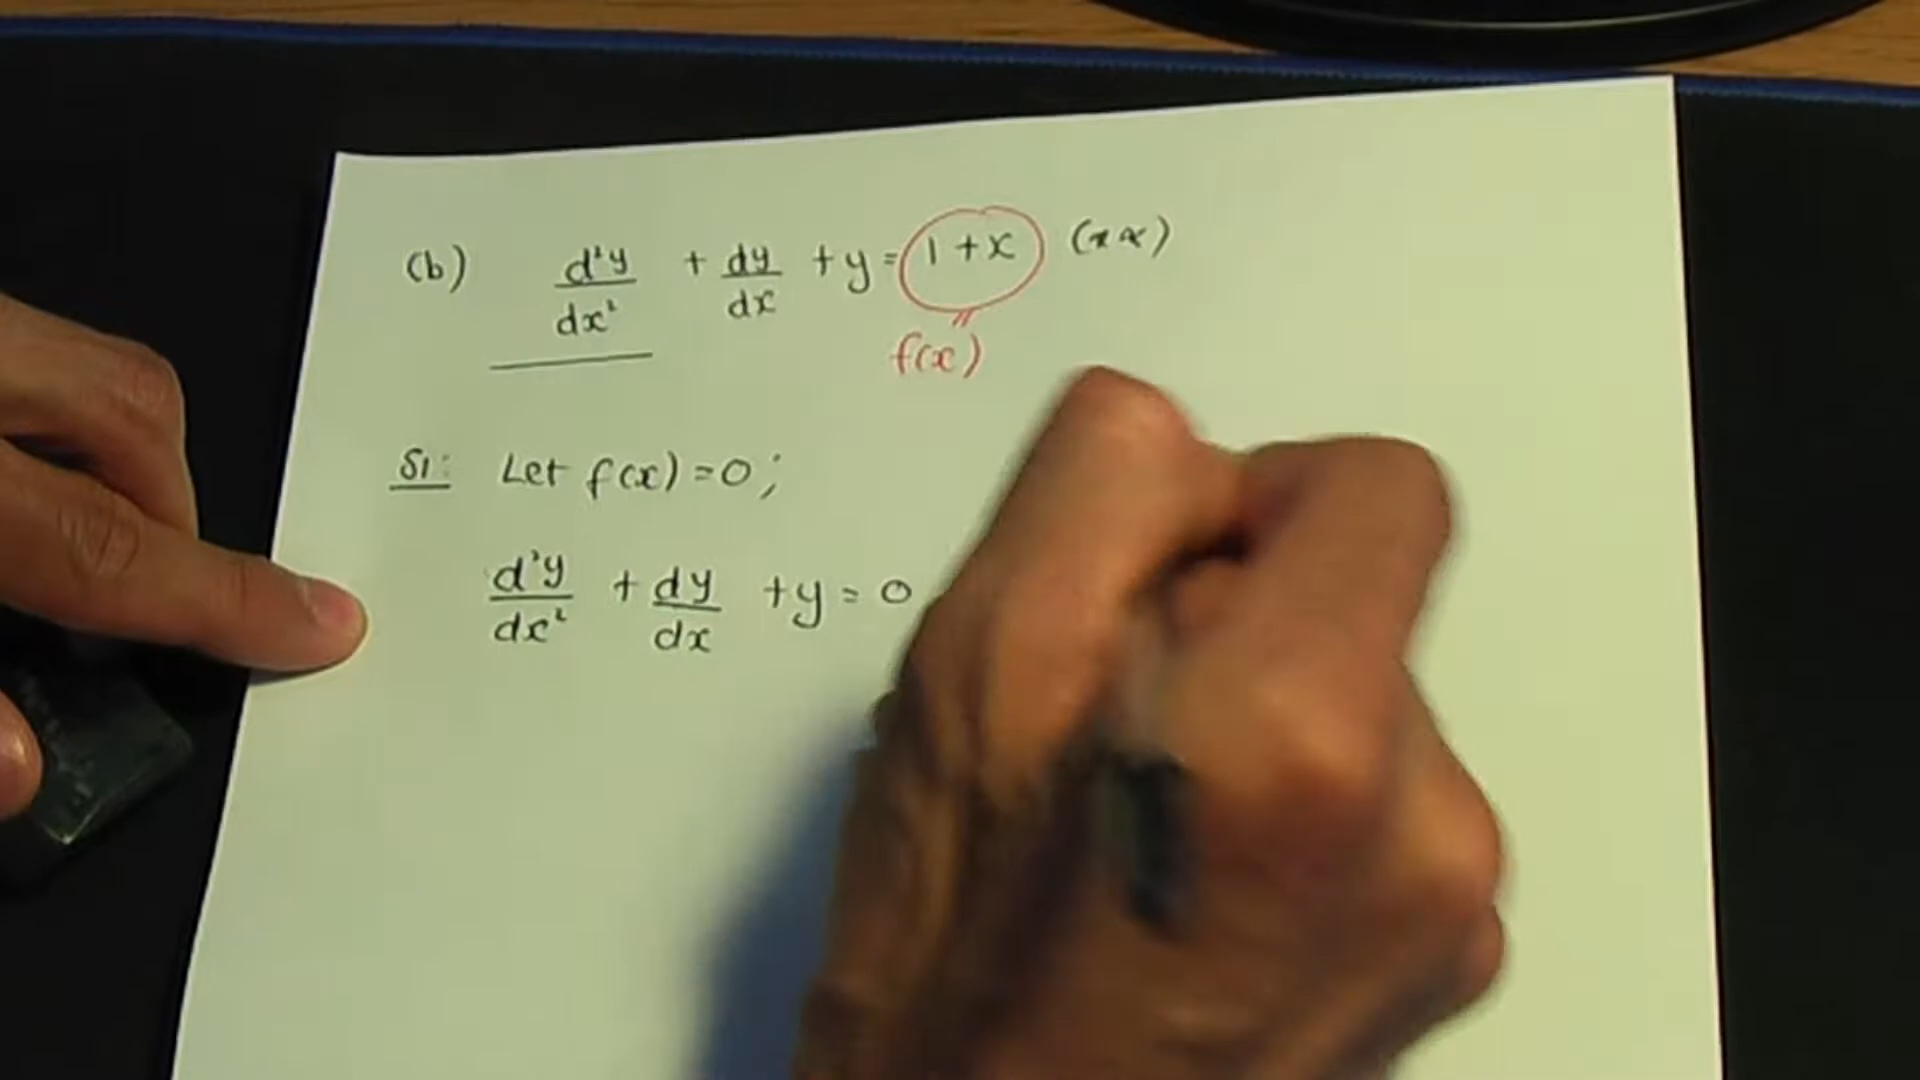 (b) d²y/dx² + dy/dx + y = 1 + x (**)
f(x)
S1: Let f(x) = 0;
d²y/dx² + dy/dx + y = 0